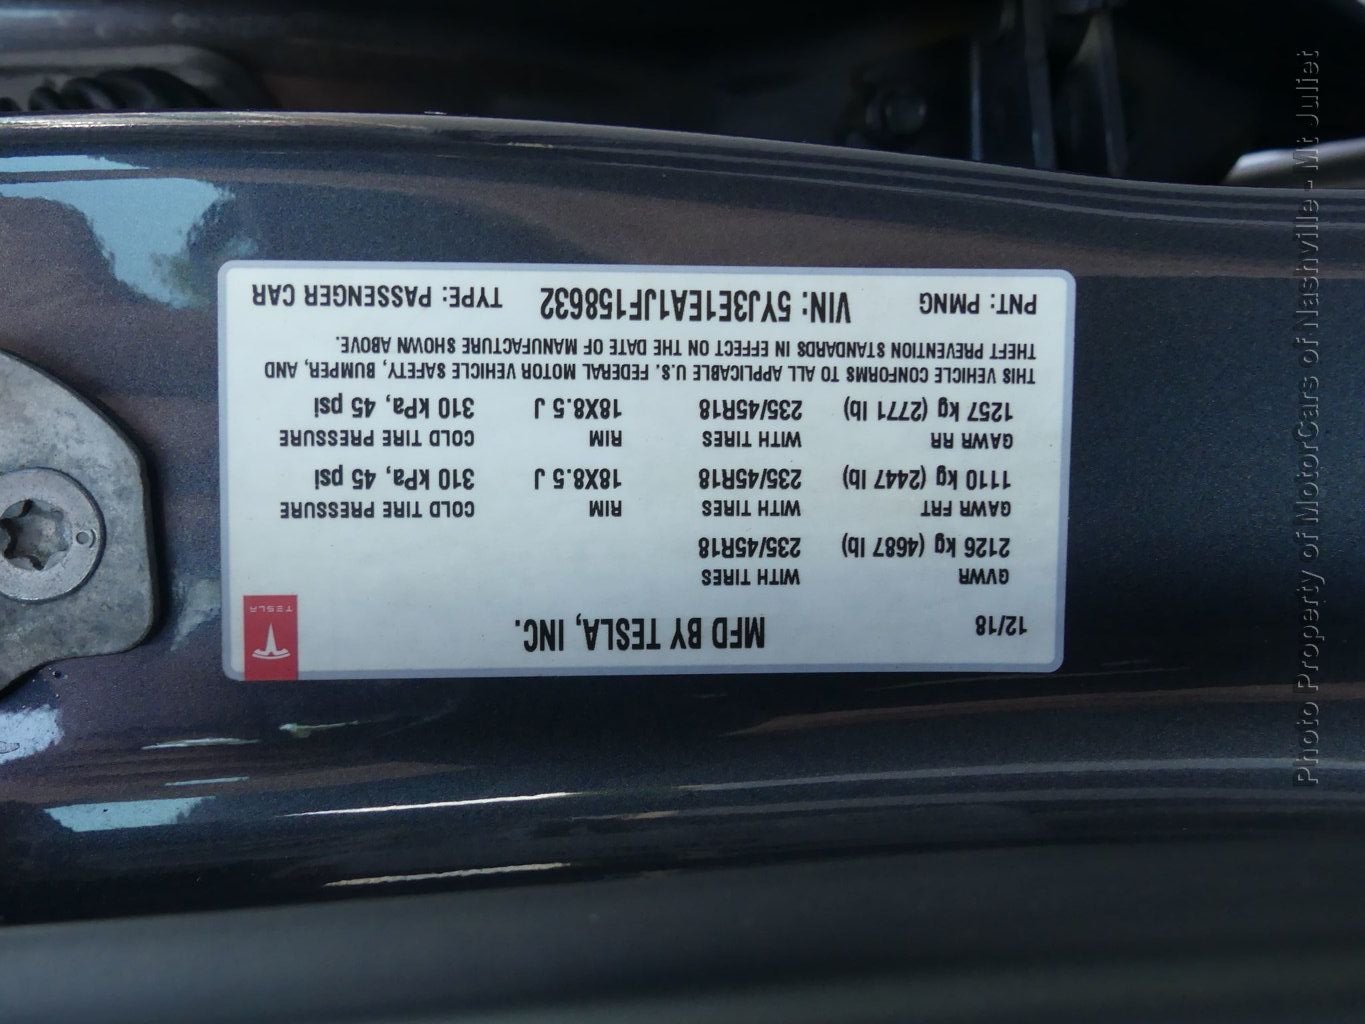 12/18 MFD BY TESLA, INC. TESLA
GVWR WITH TIRES
2126 kg (4687 lb) 235/45R18
GAWR FRT WITH TIRES RIM COLD TIRE PRESSURE
1110 kg (2447 lb) 235/45R18 18X8.5 J 310 kPa, 45 psi
GAWR RR WITH TIRES RIM COLD TIRE PRESSURE
1257 kg (2771 lb) 235/45R18 18X8.5 J 310 kPa, 45 psi
THIS VEHICLE CONFORMS TO ALL APPLICABLE U.S. FEDERAL MOTOR VEHICLE SAFETY, BUMPER, AND
THEFT PREVENTION STANDARDS IN EFFECT ON THE DATE OF MANUFACTURE SHOWN ABOVE.
PNT: PMNG VIN: 5YJ3E1EA1JF158632 TYPE: PASSENGER CAR
Photo Property of MotorCars of Nashville - Mt Juliet